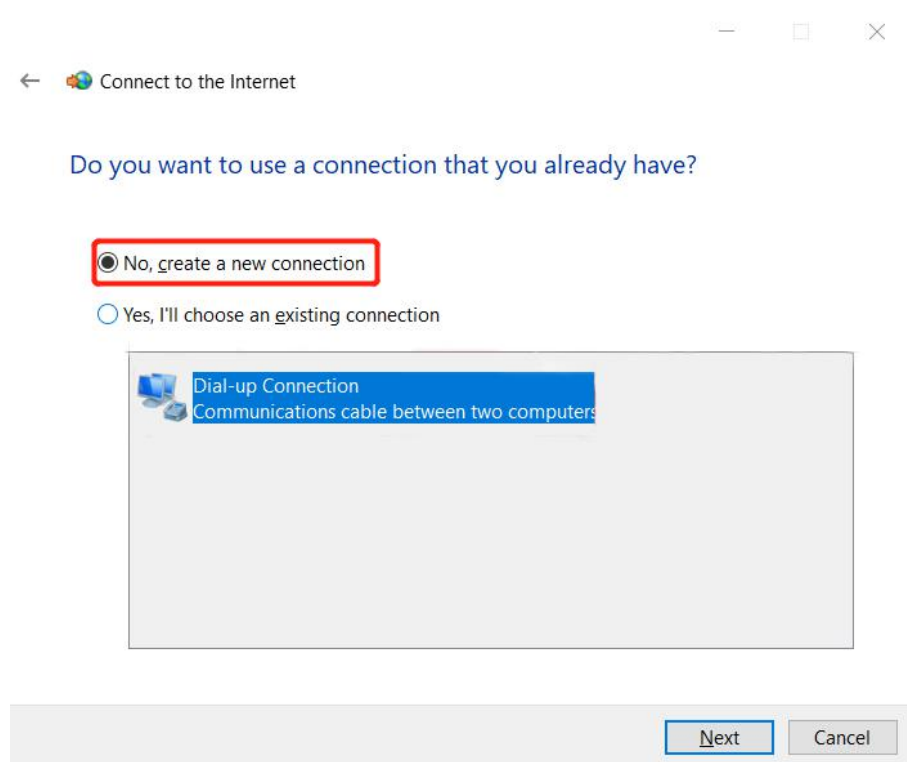 Connect to the Internet
Do you want to use a connection that you already have?
No, create a new connection
Yes, I'll choose an existing connection
Dial-up Connection
Communications cable between two computers
Next
Cancel